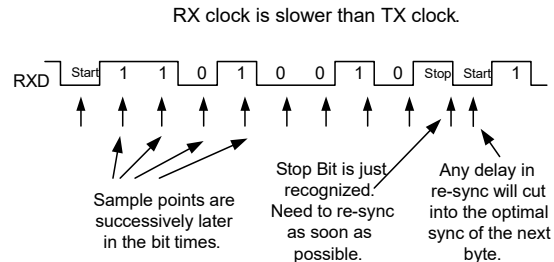 RX clock is slower than TX clock.
RXD Start 1 1 0 1 0 0 1 0 Stop Start 1
Sample points are
successively later
in the bit times.
Stop Bit is just
recognized.
Need to re-sync
as soon as
possible.
Any delay in
re-sync will cut
into the optimal
sync of the next
byte.